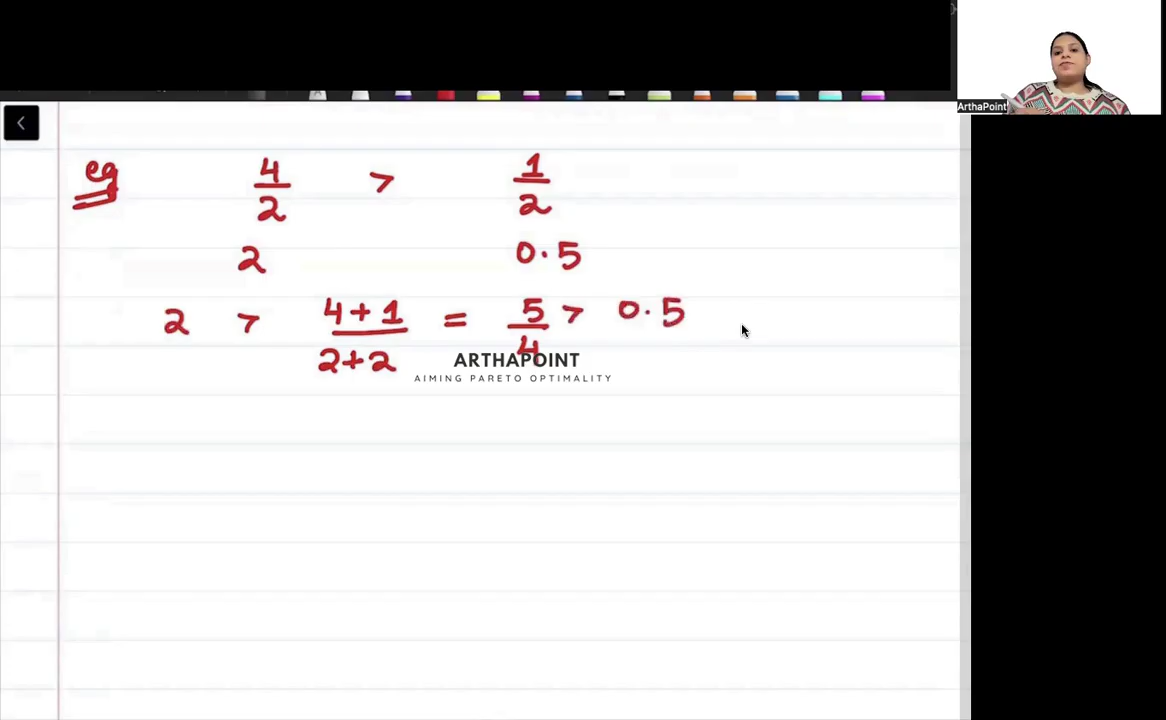 ArthaPoint
eg 4/2 > 1/2
2 0.5
2 > 4+1/2+2 = 5/4 > 0.5
ARTHAPOINT
AIMING PARETO OPTIMALITY